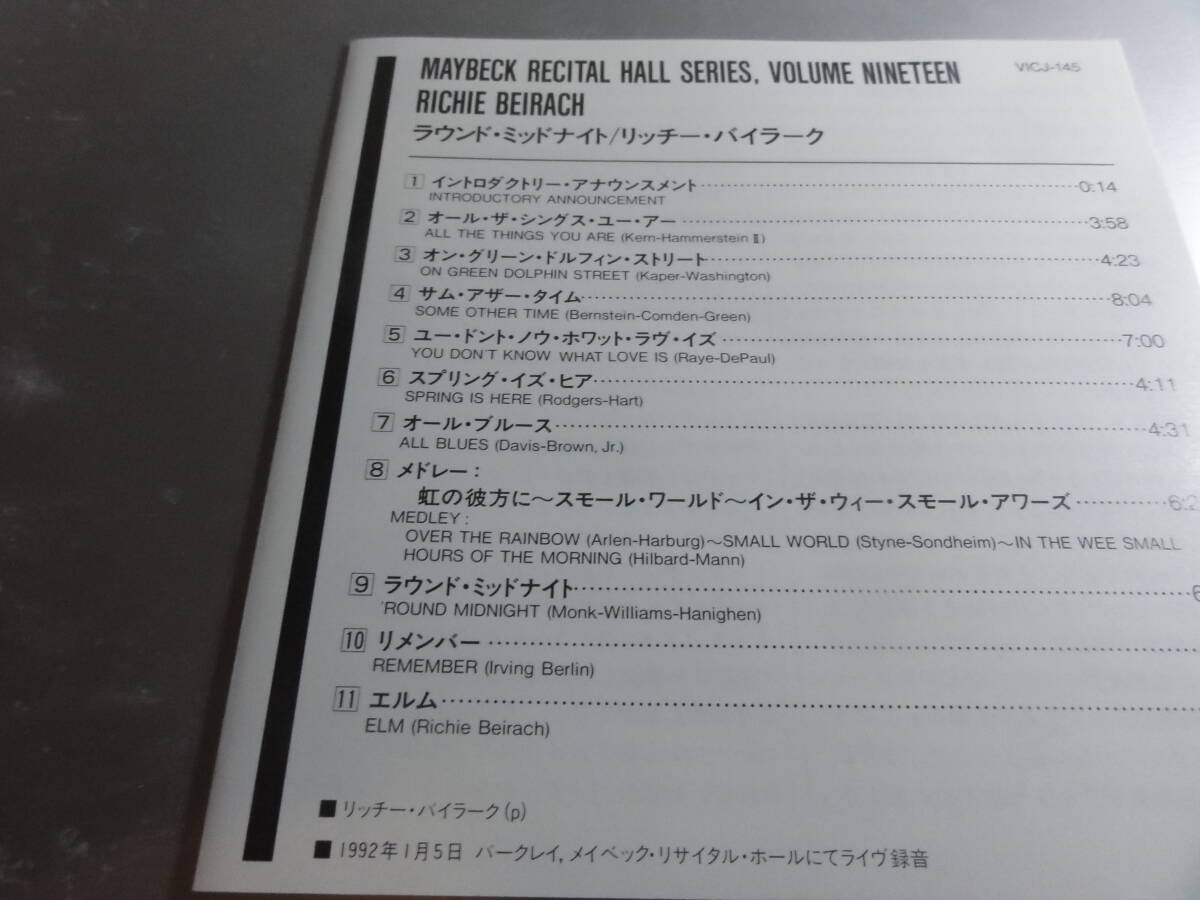 MAYBECK RECITAL HALL SERIES, VOLUME NINETEEN VICJ-145
RICHIE BEIRACH
ラウンド・ミッドナイト/リッチー・バイラーク
1 イントロダクトリー・アナウンスメント 0:14
INTRODUCTORY ANNOUNCEMENT
2 オール・ザ・シングス・ユー・アー 3:58
ALL THE THINGS YOU ARE (Kern-Hammerstein II)
3 オン・グリーン・ドルフィン・ストリート 4:23
ON GREEN DOLPHIN STREET (Kaper-Washington)
4 サム・アザー・タイム 8:04
SOME OTHER TIME (Bernstein-Comden-Green)
5 ユー・ドント・ノウ・ホワット・ラヴ・イズ 7:00
YOU DON'T KNOW WHAT LOVE IS (Raye-DePaul)
6 スプリング・イズ・ヒア 4:11
SPRING IS HERE (Rodgers-Hart)
7 オール・ブルース 4:31
ALL BLUES (Davis-Brown, Jr.)
8 メドレー:
虹の彼方に〜スモール・ワールド〜イン・ザ・ウィー・スモール・アワーズ
MEDLEY:
OVER THE RAINBOW (Arlen-Harburg)〜SMALL WORLD (Styne-Sondheim)〜IN THE WEE SMALL
HOURS OF THE MORNING (Hilbard-Mann)
9 ラウンド・ミッドナイト
'ROUND MIDNIGHT (Monk-Williams-Hanighen)
10 リメンバー
REMEMBER (Irving Berlin)
11 エルム
ELM (Richie Beirach)
■リッチー・バイラーク(p)
■1992年1月5日 バークレイ, メイベック・リサイタル・ホールにてライヴ録音